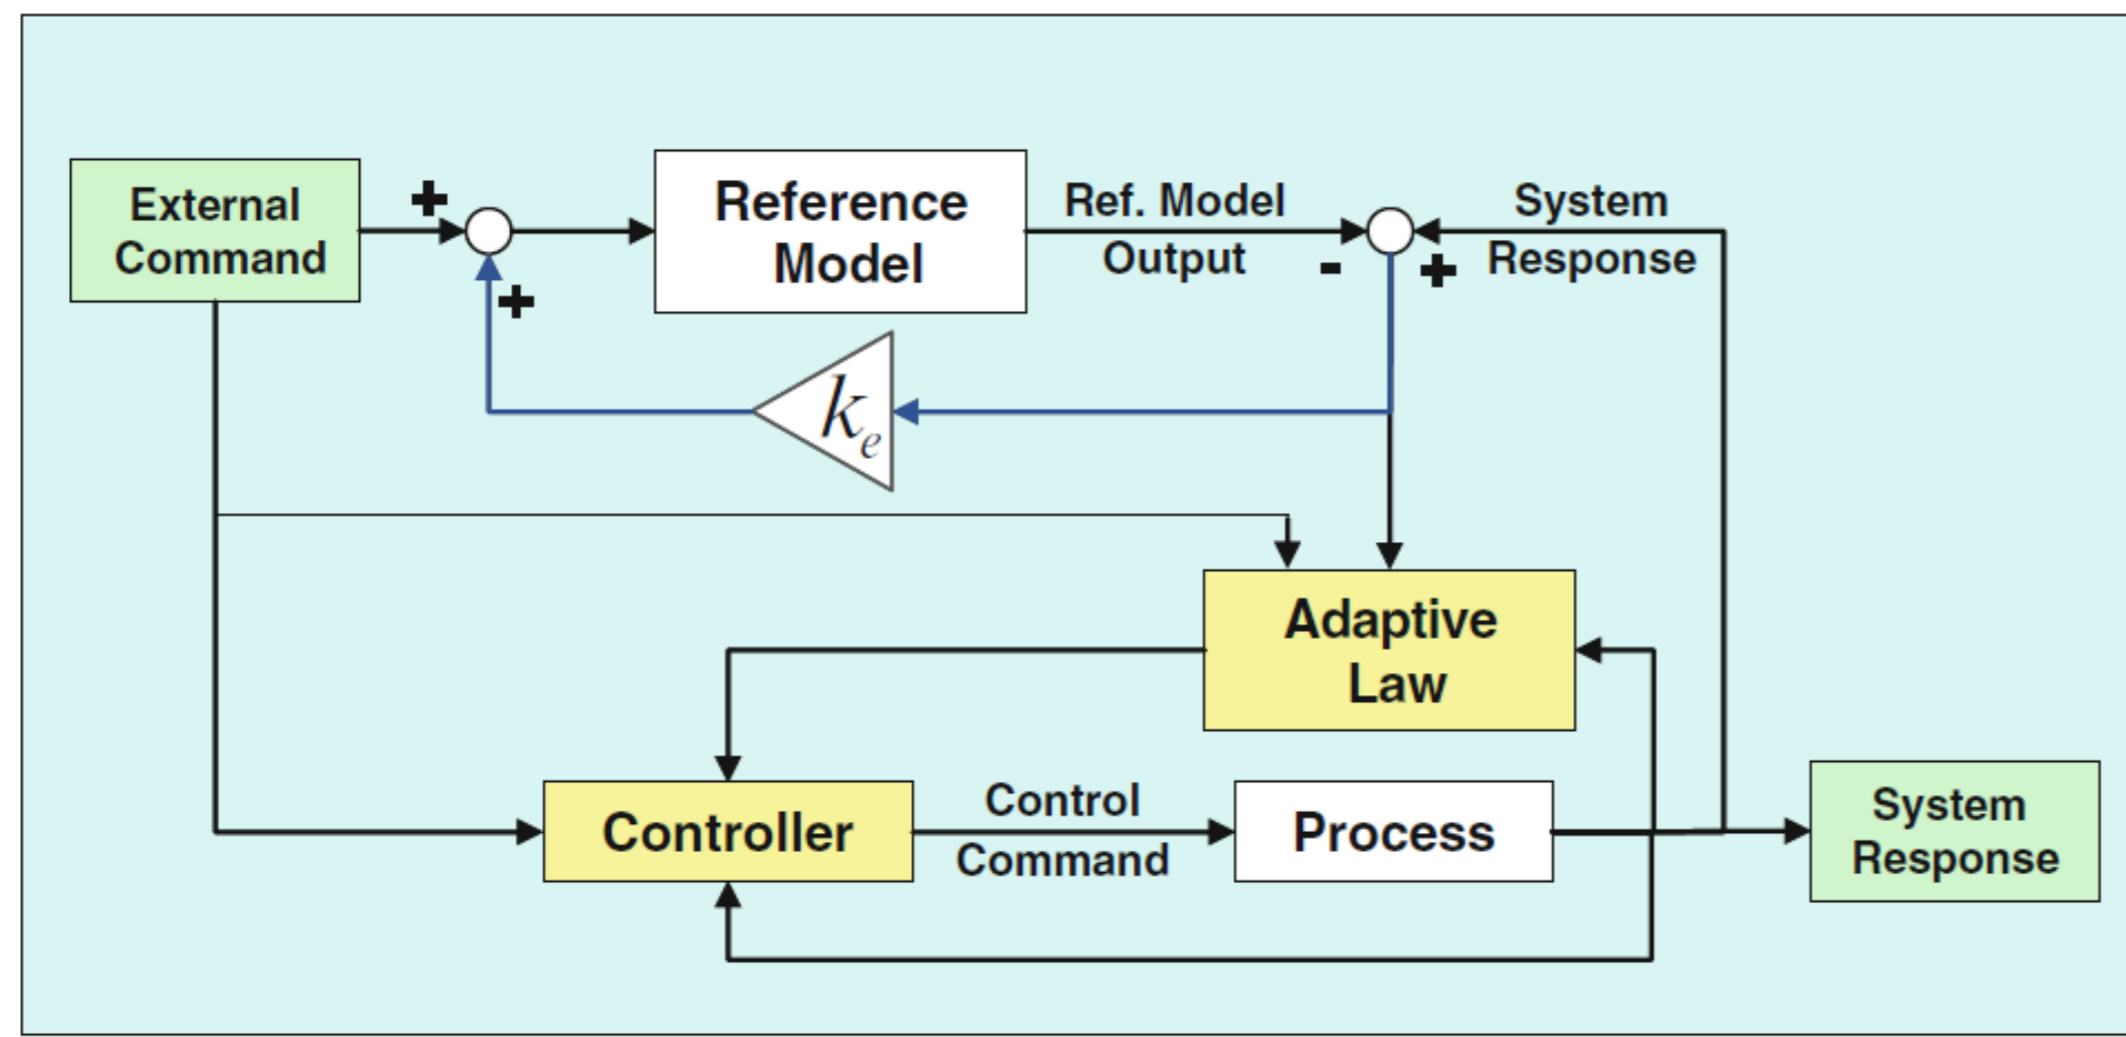 External
Command
+
+
Reference
Model
Ref. Model
Output
-
+
System
Response
kₑ
Adaptive
Law
Controller
Control
Command
Process
System
Response